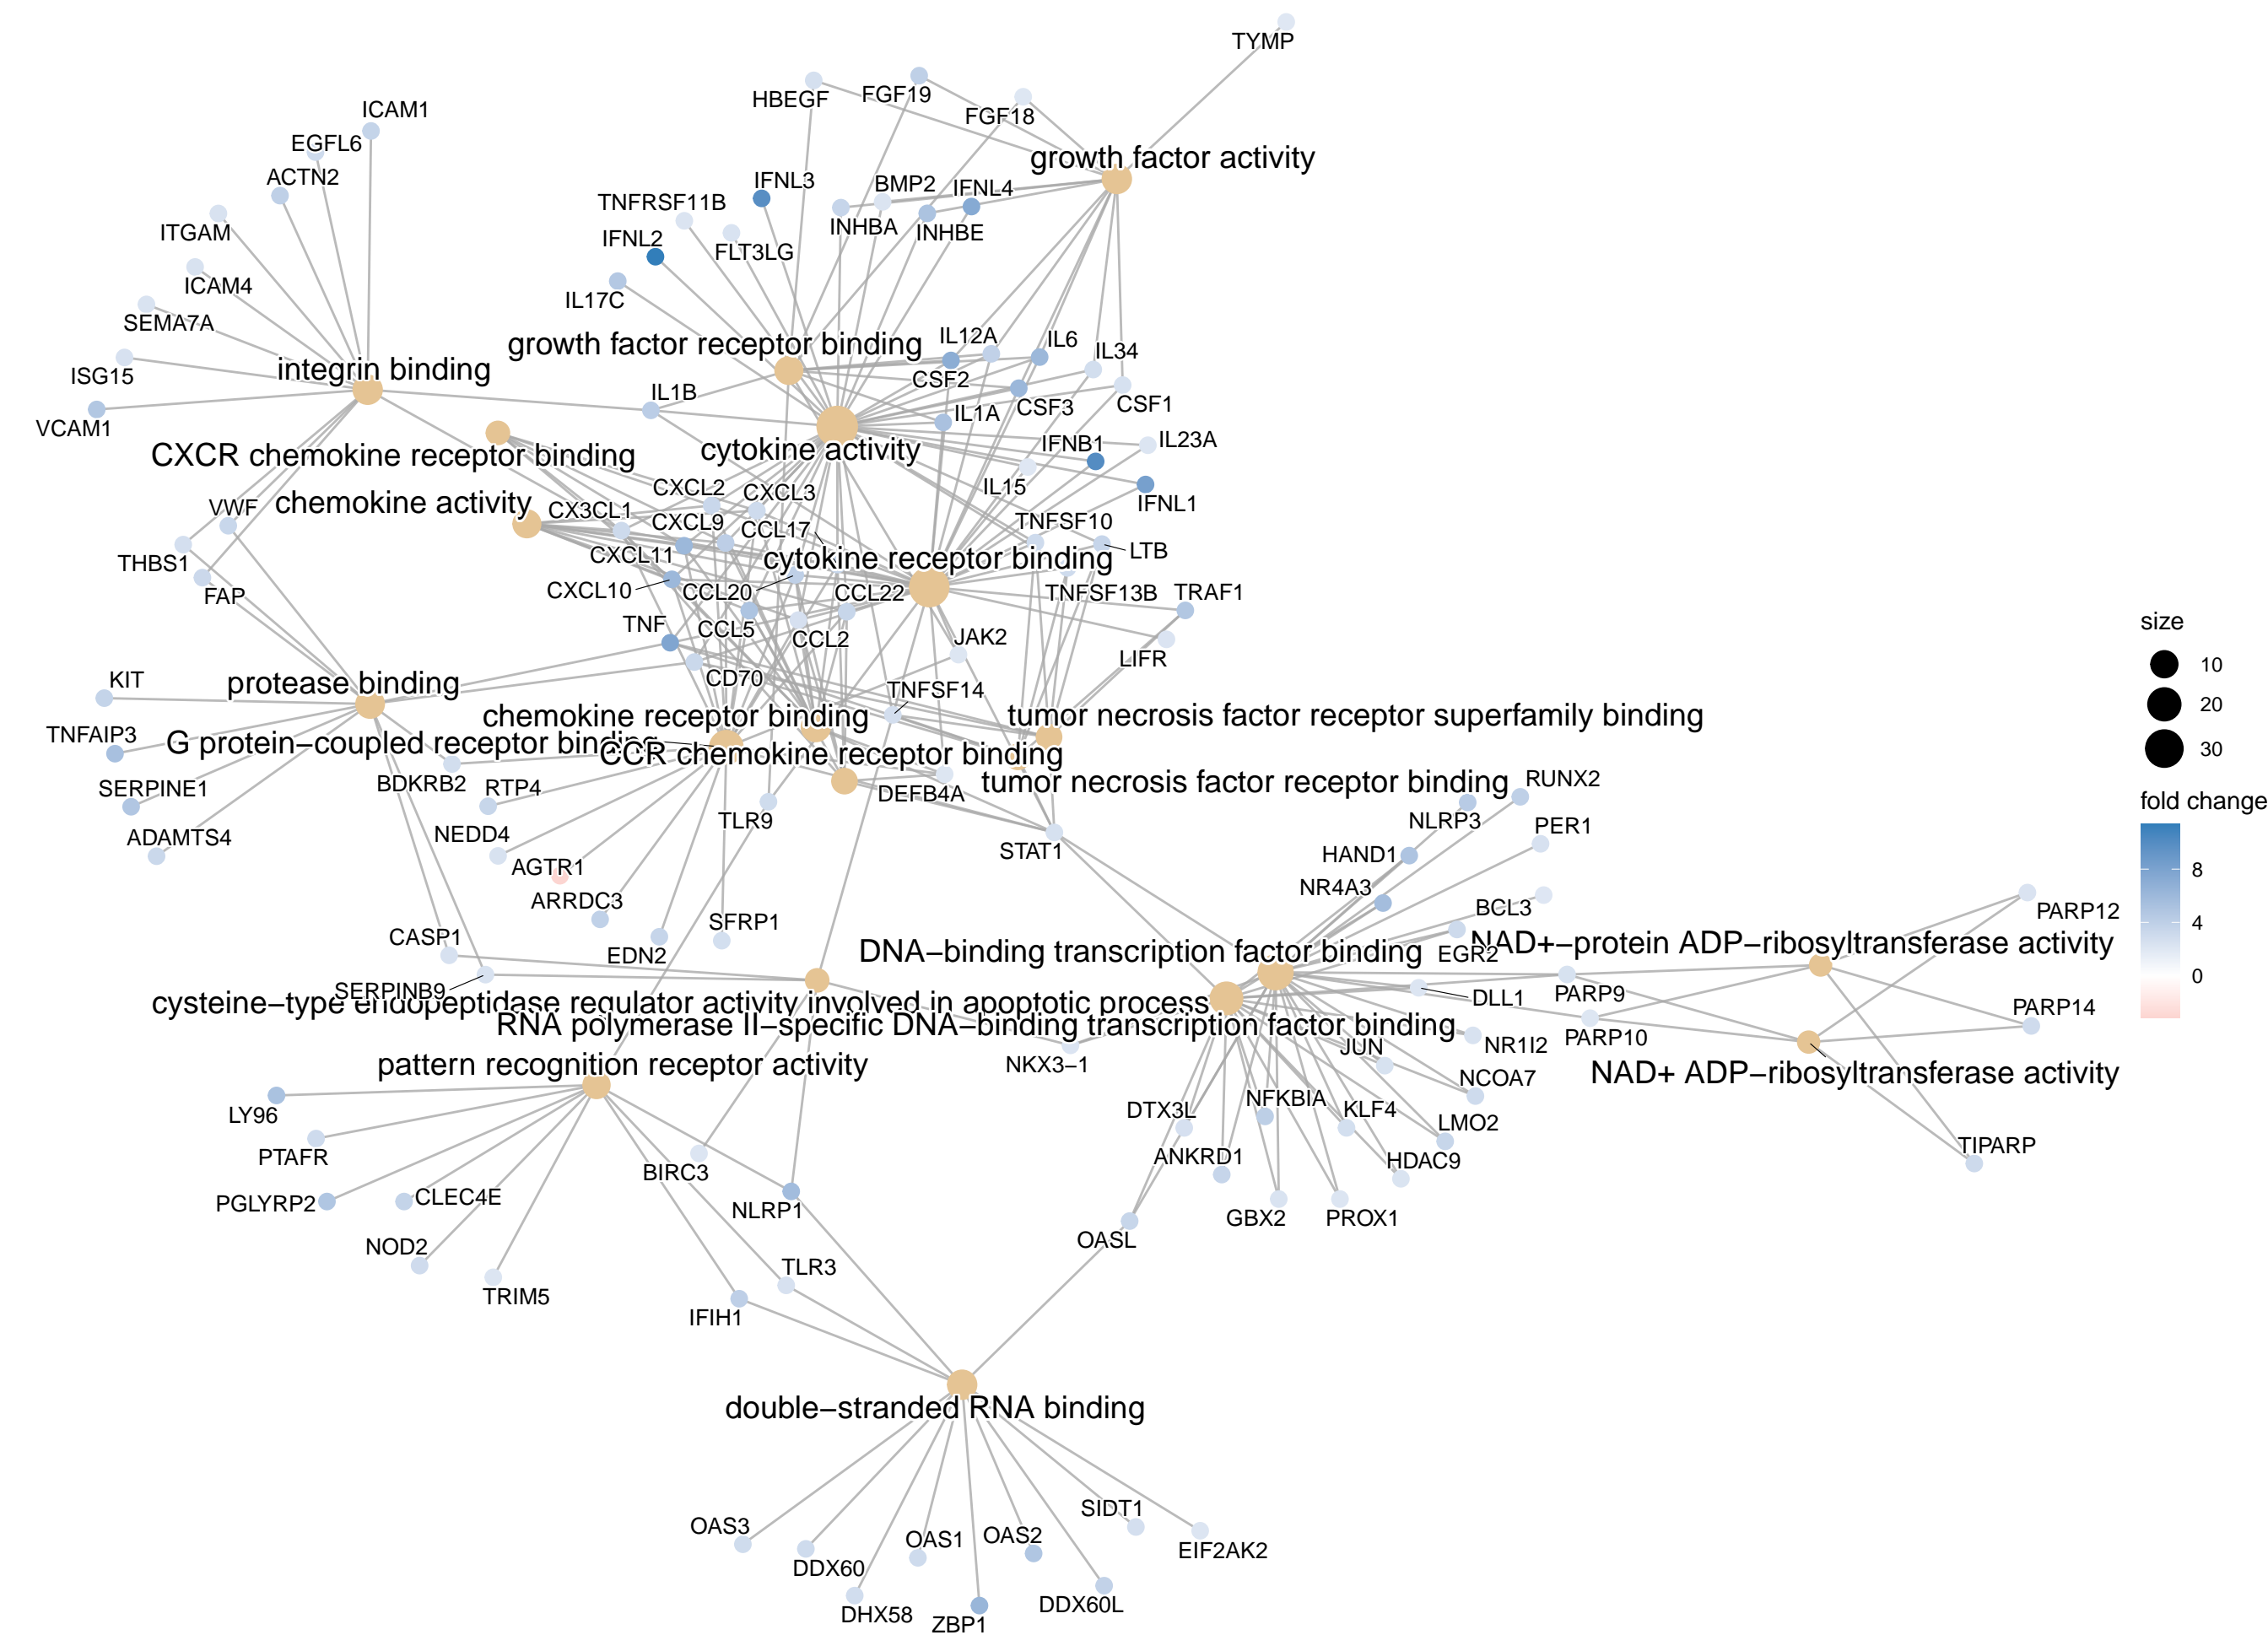 TYMP
HBEGF
FGF19
FGF18
ICAM1
EGFL6
growth factor activity
ACTN2
IFNL3
BMP2
IFNL4
TNFRSF11B
ITGAM
INHBA
INHBE
IFNL2
FLT3LG
ICAM4
IL17C
SEMA7A
IL12A
IL6
growth factor receptor binding
IL34
integrin binding
ISG15
CSF2
IL1B
CSF3
CSF1
IL1A
VCAM1
IFNB1
IL23A
cytokine activity
CXCR chemokine receptor binding
CXCL2
CXCL3
IL15
chemokine activity
IFNL1
VWF
CX3CL1
CXCL9
TNFSF10
CCL17
LTB
CXCL11
cytokine receptor binding
THBS1
CXCL10
CCL20
CCL22
TNFSF13B
TRAF1
FAP
TNF
CCL5
CCL2
JAK2
LIFR
KIT
CD70
protease binding
TNFSF14
chemokine receptor binding
tumor necrosis factor receptor superfamily binding
TNFAIP3
G protein−coupled receptor binding
CCR chemokine receptor binding
BDKRB2
tumor necrosis factor receptor binding
RUNX2
SERPINE1
RTP4
DEFB4A
TLR9
NLRP3
PER1
ADAMTS4
NEDD4
STAT1
HAND1
AGTR1
NR4A3
ARRDC3
BCL3
PARP12
SFRP1
CASP1
EDN2
DNA−binding transcription factor binding
EGR2
NAD+−protein ADP−ribosyltransferase activity
SERPINB9
DLL1
PARP9
cysteine−type endopeptidase regulator activity involved in apoptotic process
PARP14
RNA polymerase II−specific DNA−binding transcription factor binding
PARP10
JUN
NR1I2
NKX3−1
pattern recognition receptor activity
NAD+ ADP−ribosyltransferase activity
NCOA7
NFKBIA
LY96
DTX3L
KLF4
LMO2
PTAFR
ANKRD1
HDAC9
TIPARP
BIRC3
CLEC4E
PGLYRP2
NLRP1
GBX2
PROX1
NOD2
OASL
TLR3
TRIM5
IFIH1
double−stranded RNA binding
SIDT1
OAS3
OAS1
OAS2
EIF2AK2
DDX60
DHX58
DDX60L
ZBP1
size
10
20
30
fold change
8
4
0